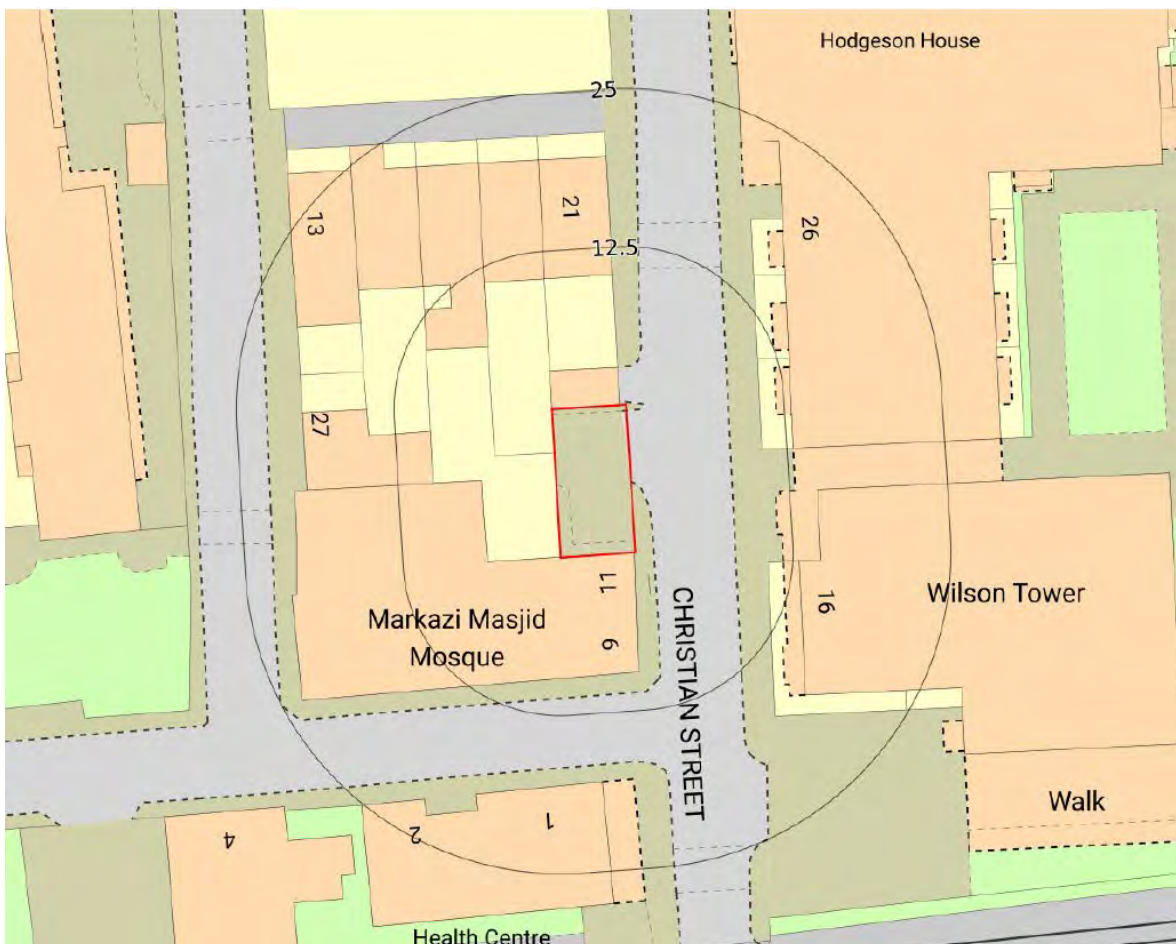 Hodgeson House
25
21
13
26
12.5
27
11
Markazi Masjid
Mosque
9
CHRISTIAN STREET
16
Wilson Tower
Walk
4
2
1
Health Centre